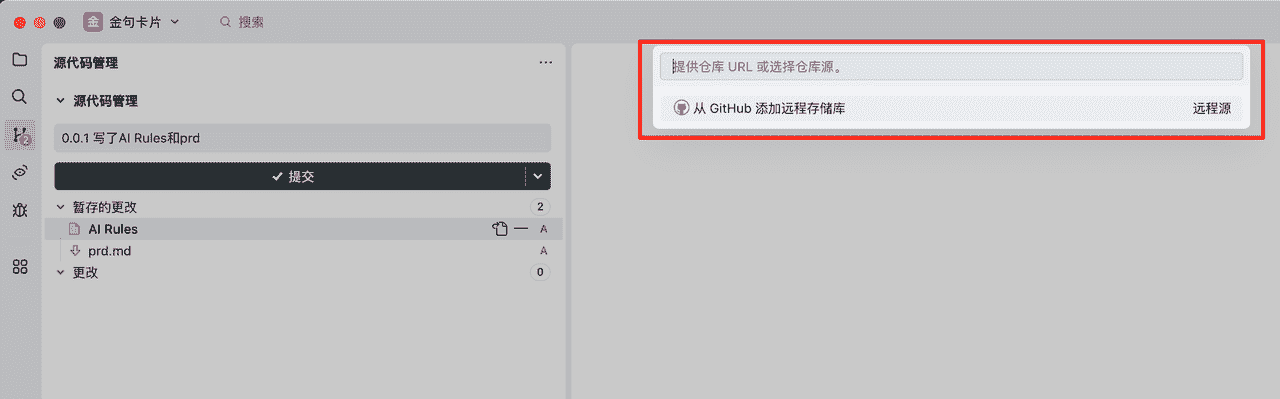 金 金句卡片 搜索
源代码管理
源代码管理
0.0.1 写了AI Rules和prd
提交
暂存的更改 2
AI Rules A
prd.md A
更改 0
2
提供仓库 URL 或选择仓库源。
从 GitHub 添加远程存储库 远程源